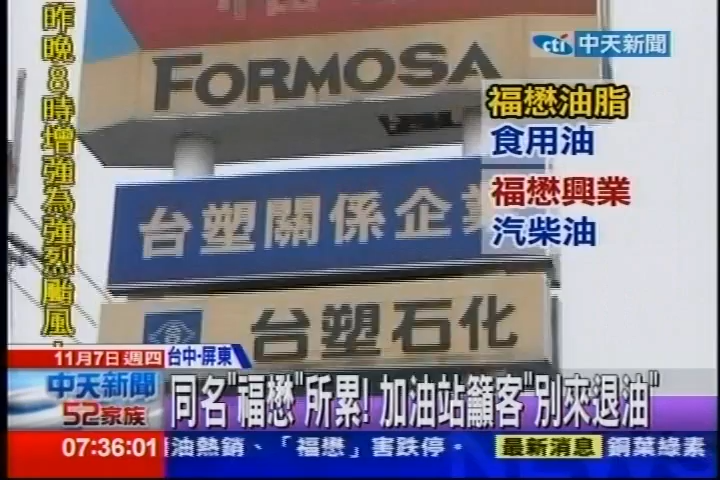 昨晚8時增強為強烈颱風
cti 中天新聞
FORMOSA
福懋油脂
食用油
福懋興業
汽柴油
台塑關係企業
台塑石化
11月7日 週四 台中·屏東
中天新聞
52家族
同名"福懋"所累! 加油站籲客"別來退油"
07:36:01
油熱銷、「福懋」害跌停。
最新消息
銅葉綠素
NEWS